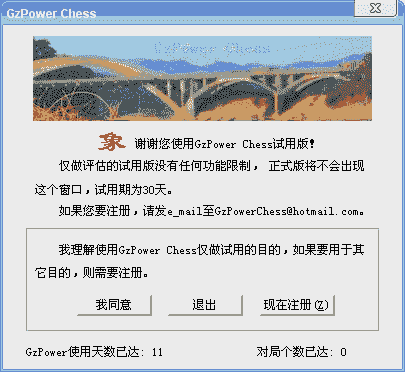 GzPower Chess
GzPower Chess
象 谢谢您使用GzPower Chess试用版!
仅做评估的试用版没有任何功能限制， 正式版将不会出现
这个窗口，试用期为30天。
如果您要注册，请发e_mail至GzPowerChess@hotmail.com。
我理解使用GzPower Chess仅做试用的目的，如果要用于其
它目的，则需要注册。
我同意 退出 现在注册(Z)
GzPower使用天数已达: 11 对局个数已达: 0